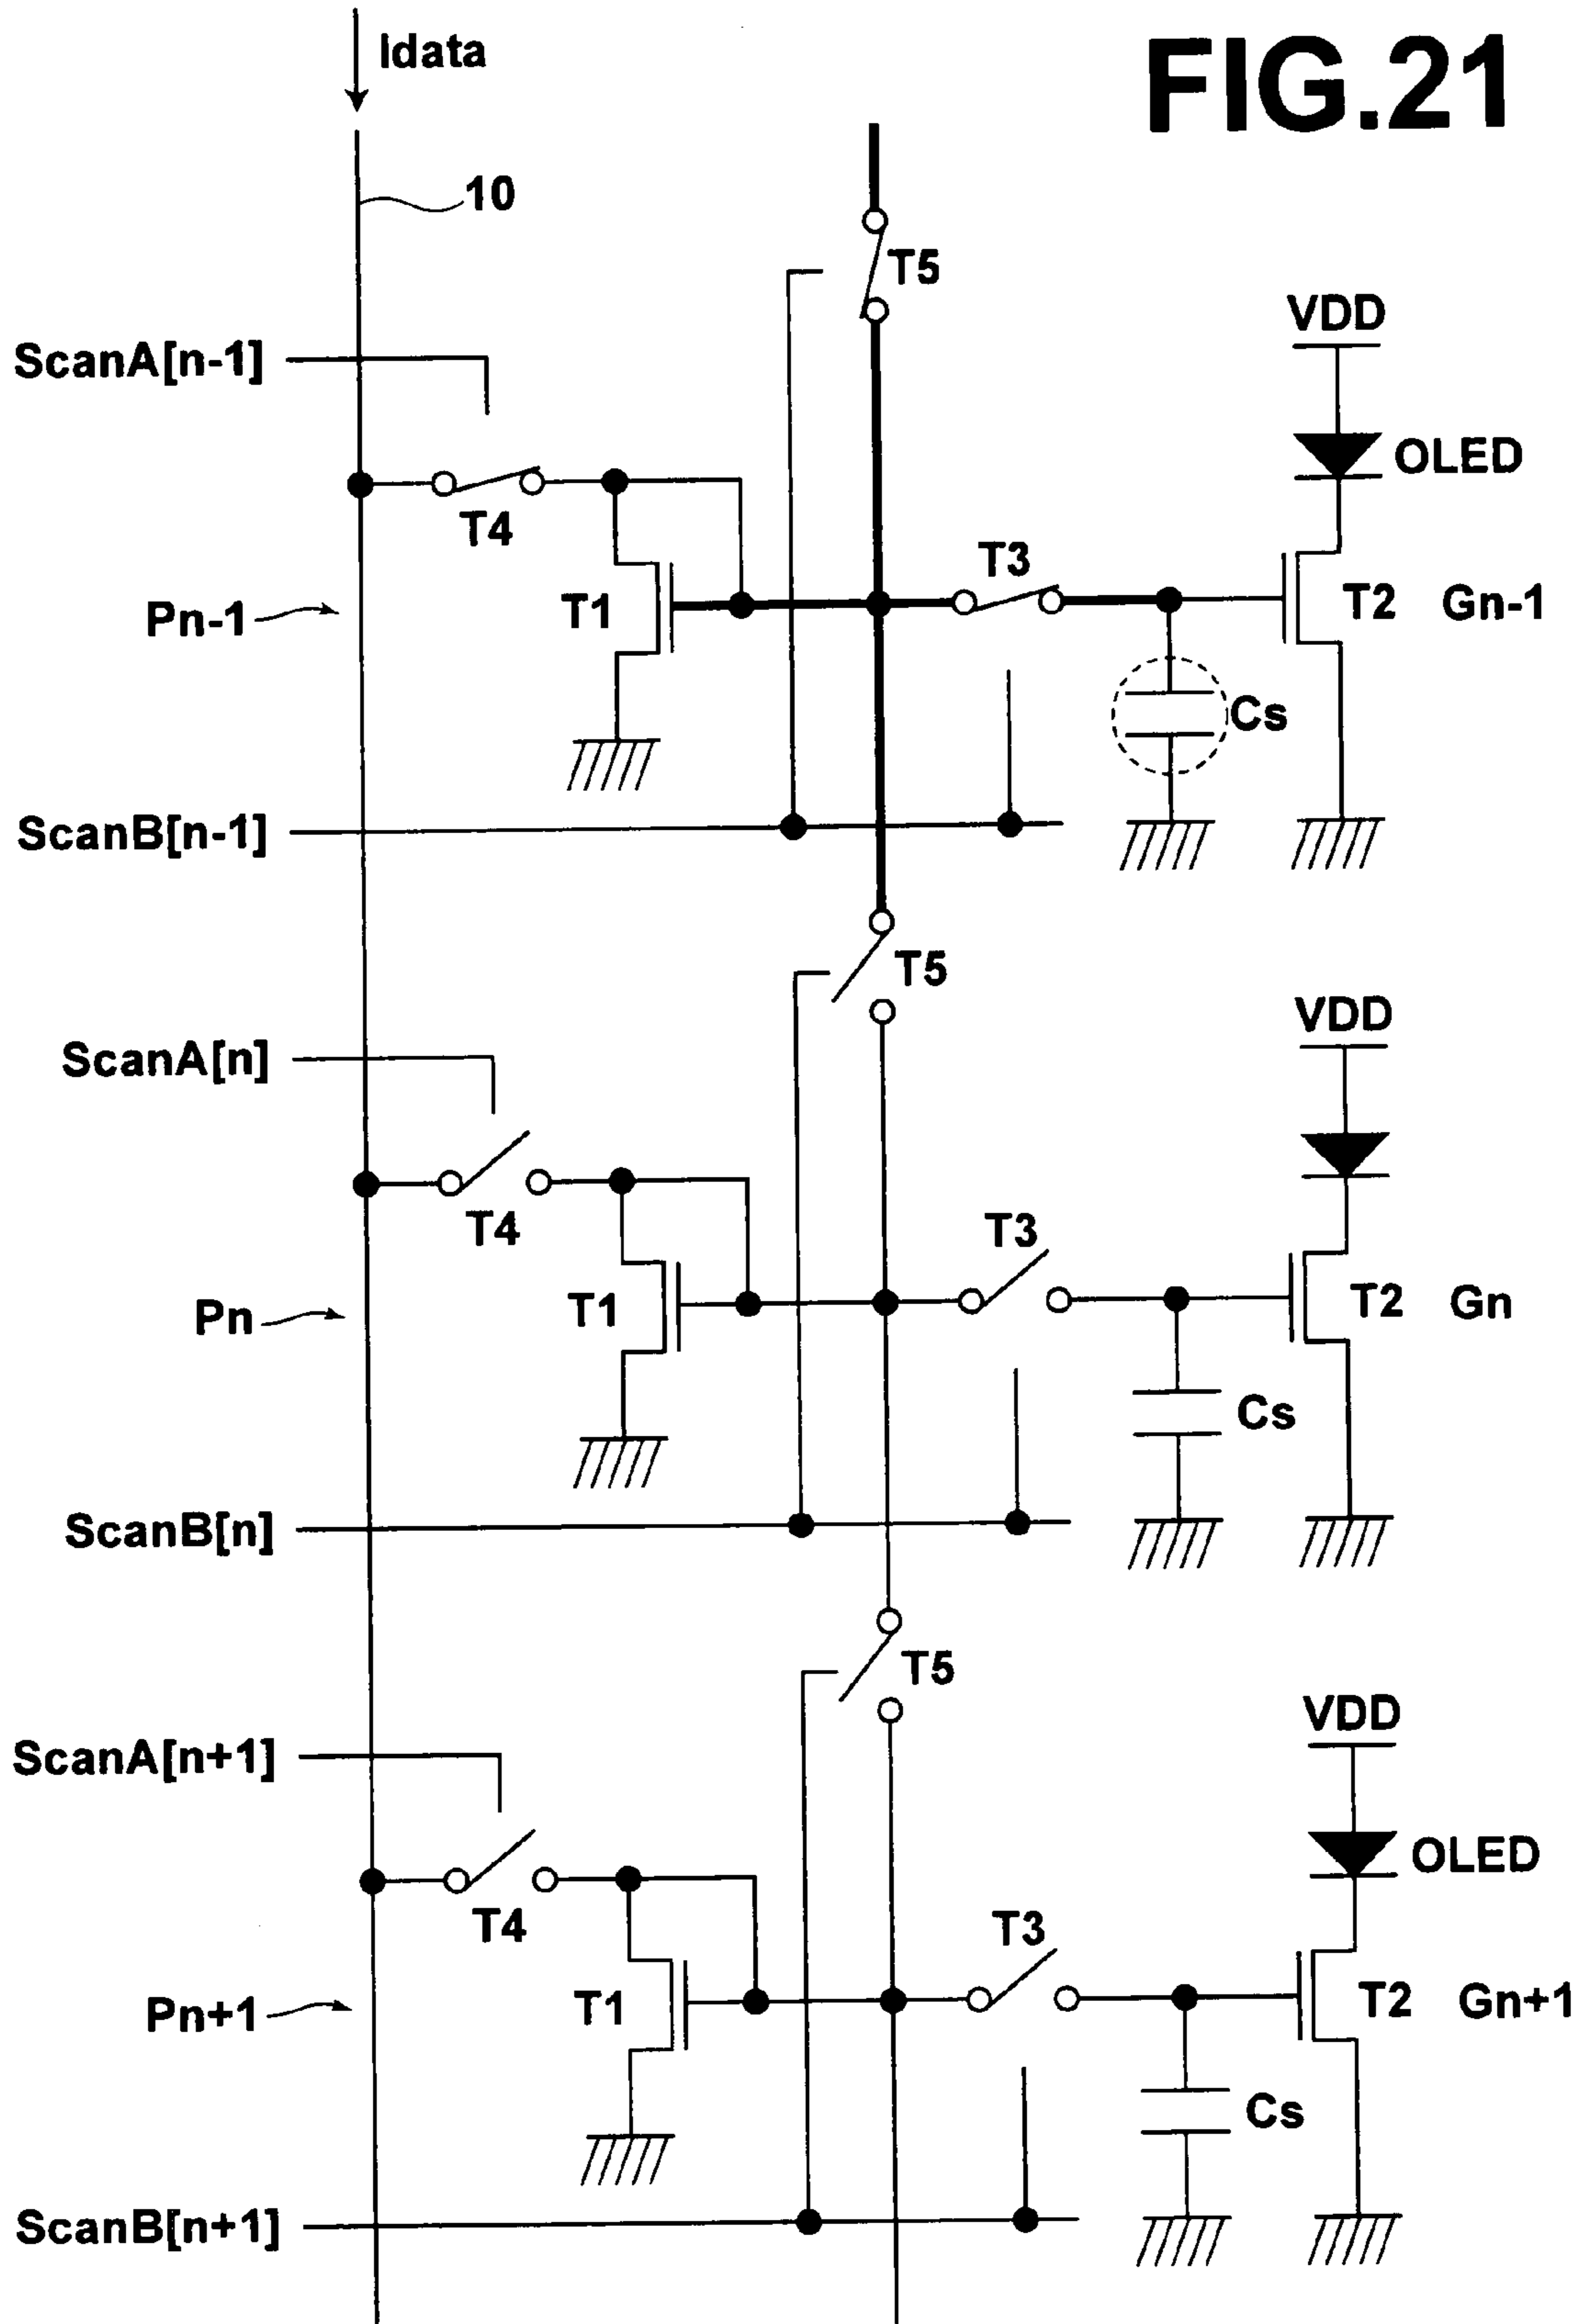 FIG.21
Idata
10
T5
VDD
ScanA[n-1]
OLED
T4
T3
Pn-1
T1
T2
Gn-1
Cs
ScanB[n-1]
T5
VDD
ScanA[n]
T4
T3
Pn
T1
T2
Gn
Cs
ScanB[n]
T5
VDD
ScanA[n+1]
OLED
T4
T3
Pn+1
T1
T2
Gn+1
Cs
ScanB[n+1]